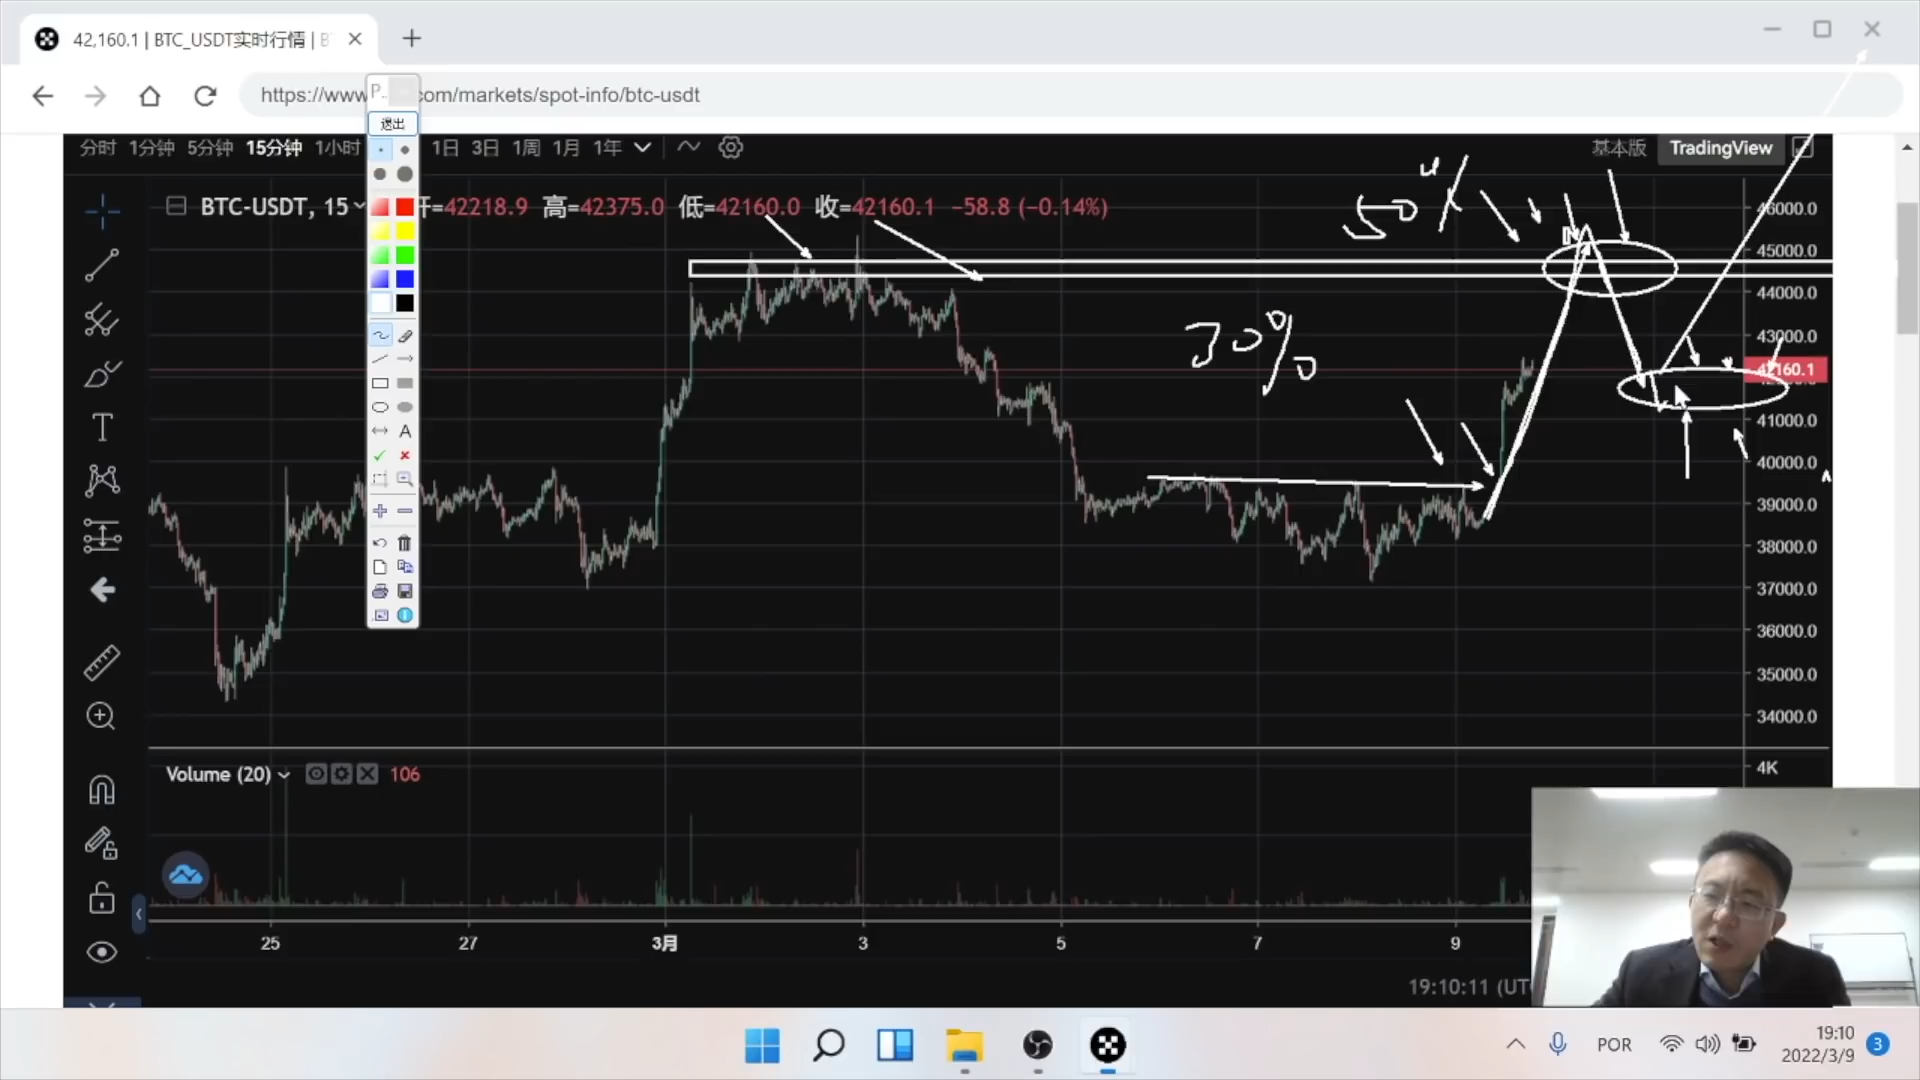 42,160.1 | BTC_USDT实时行情 | B
https://www. com/markets/spot-info/btc-usdt
P..
退出
分时 1分钟 5分钟 15分钟 1小时 1日 3日 1周 1月 1年
基本版 TradingView
BTC-USDT, 15 开=42218.9 高=42375.0 低=42160.0 收=42160.1 −58.8 (−0.14%)
50%
30%
46000.0
45000.0
44000.0
43000.0
42160.1
41000.0
40000.0
39000.0
38000.0
37000.0
36000.0
35000.0
34000.0
A
T
Volume (20) 106
4K
25 27 3月 3 5 7 9
19:10:11 (UT
POR
19:10
2022/3/9
3